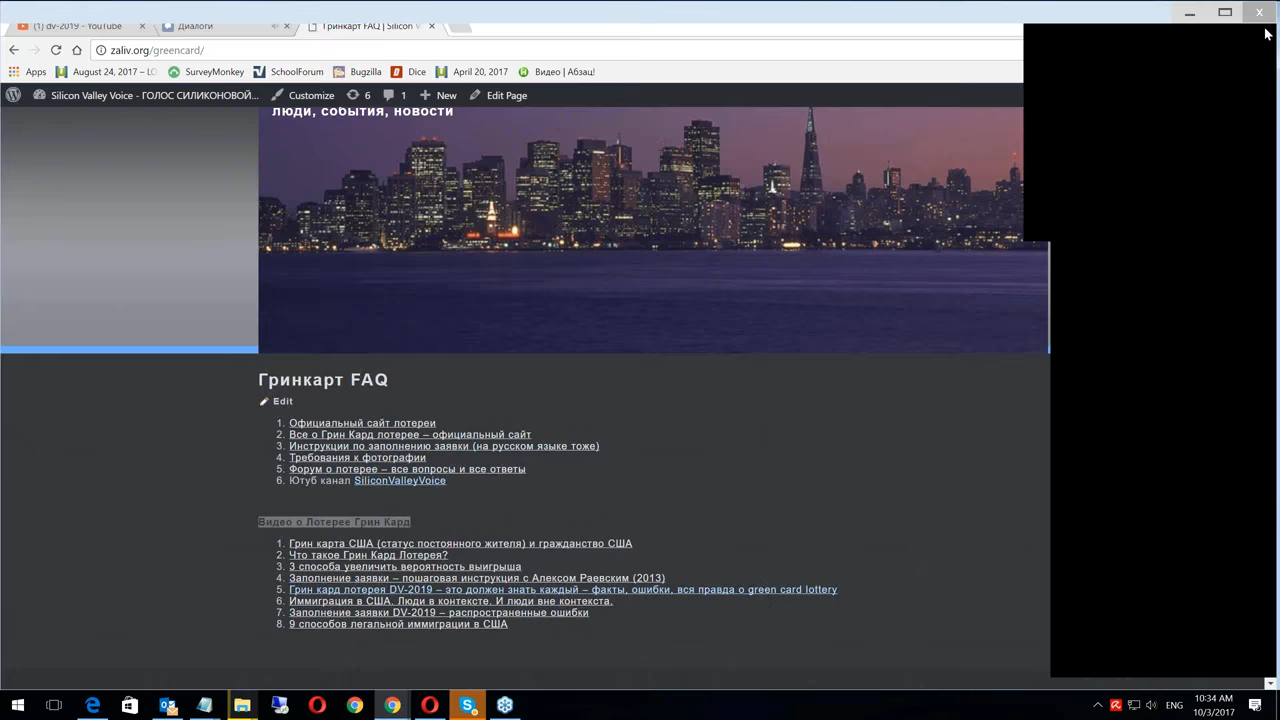 (1) dv-2019 - YouTube
Диалоги
Гринкарт FAQ | Silicon V
zaliv.org/greencard/
Apps
August 24, 2017 – LO
SurveyMonkey
SchoolForum
Bugzilla
Dice
April 20, 2017
Видео | Абзац!
Silicon Valley Voice - ГОЛОС СИЛИКОНОВОЙ...
Customize
6
1
New
Edit Page
люди, события, новости
Гринкарт FAQ
Edit
1. Официальный сайт лотереи
2. Все о Грин Кард лотерее – официальный сайт
3. Инструкции по заполнению заявки (на русском языке тоже)
4. Требования к фотографии
5. Форум о лотерее – все вопросы и все ответы
6. Ютуб канал SiliconValleyVoice
Видео о Лотерее Грин Кард
1. Грин карта США (статус постоянного жителя) и гражданство США
2. Что такое Грин Кард Лотерея?
3. 3 способа увеличить вероятность выигрыша
4. Заполнение заявки – пошаговая инструкция с Алексом Раевским (2013)
5. Грин кард лотерея DV-2019 – это должен знать каждый – факты, ошибки, вся правда о green card lottery
6. Иммиграция в США. Люди в контексте. И люди вне контекста.
7. Заполнение заявки DV-2019 – распространенные ошибки
8. 9 способов легальной иммиграции в США
ENG
10:34 AM
10/3/2017